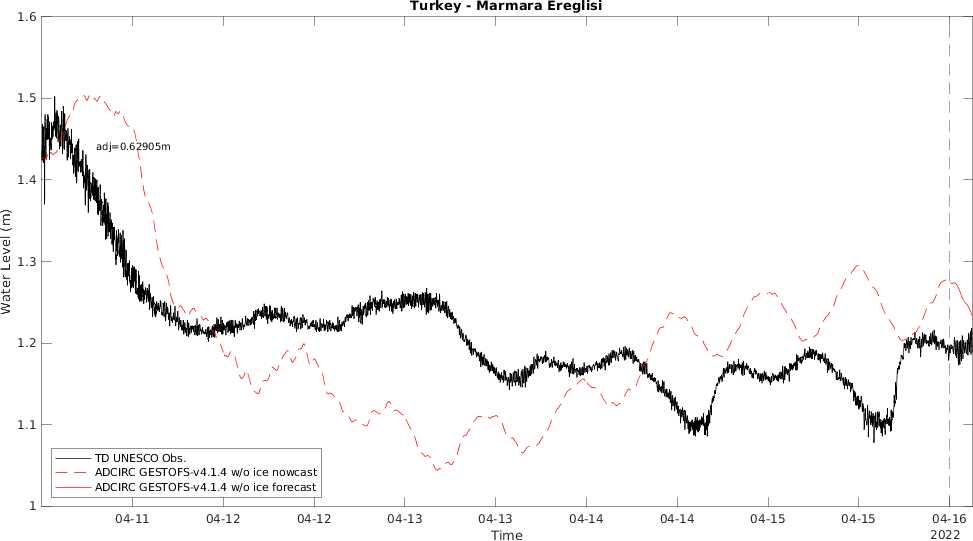 Turkey - Marmara Ereglisi
1.6
1.5
1.4
1.3
1.2
1.1
1
Water Level (m)
adj=0.62905m
TD UNESCO Obs.
ADCIRC GESTOFS-v4.1.4 w/o ice nowcast
ADCIRC GESTOFS-v4.1.4 w/o ice forecast
04-11 04-12 04-12 04-13 04-13 04-14 04-14 04-15 04-15 04-16
2022
Time